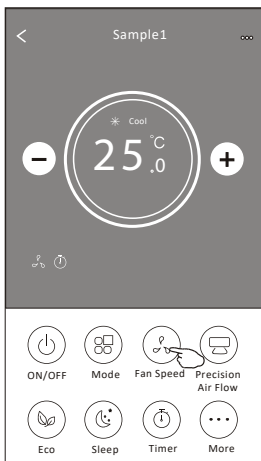 Sample1
Cool
25.0 °C
ON/OFF
Mode
Fan Speed
Precision
Air Flow
Eco
Sleep
Timer
More